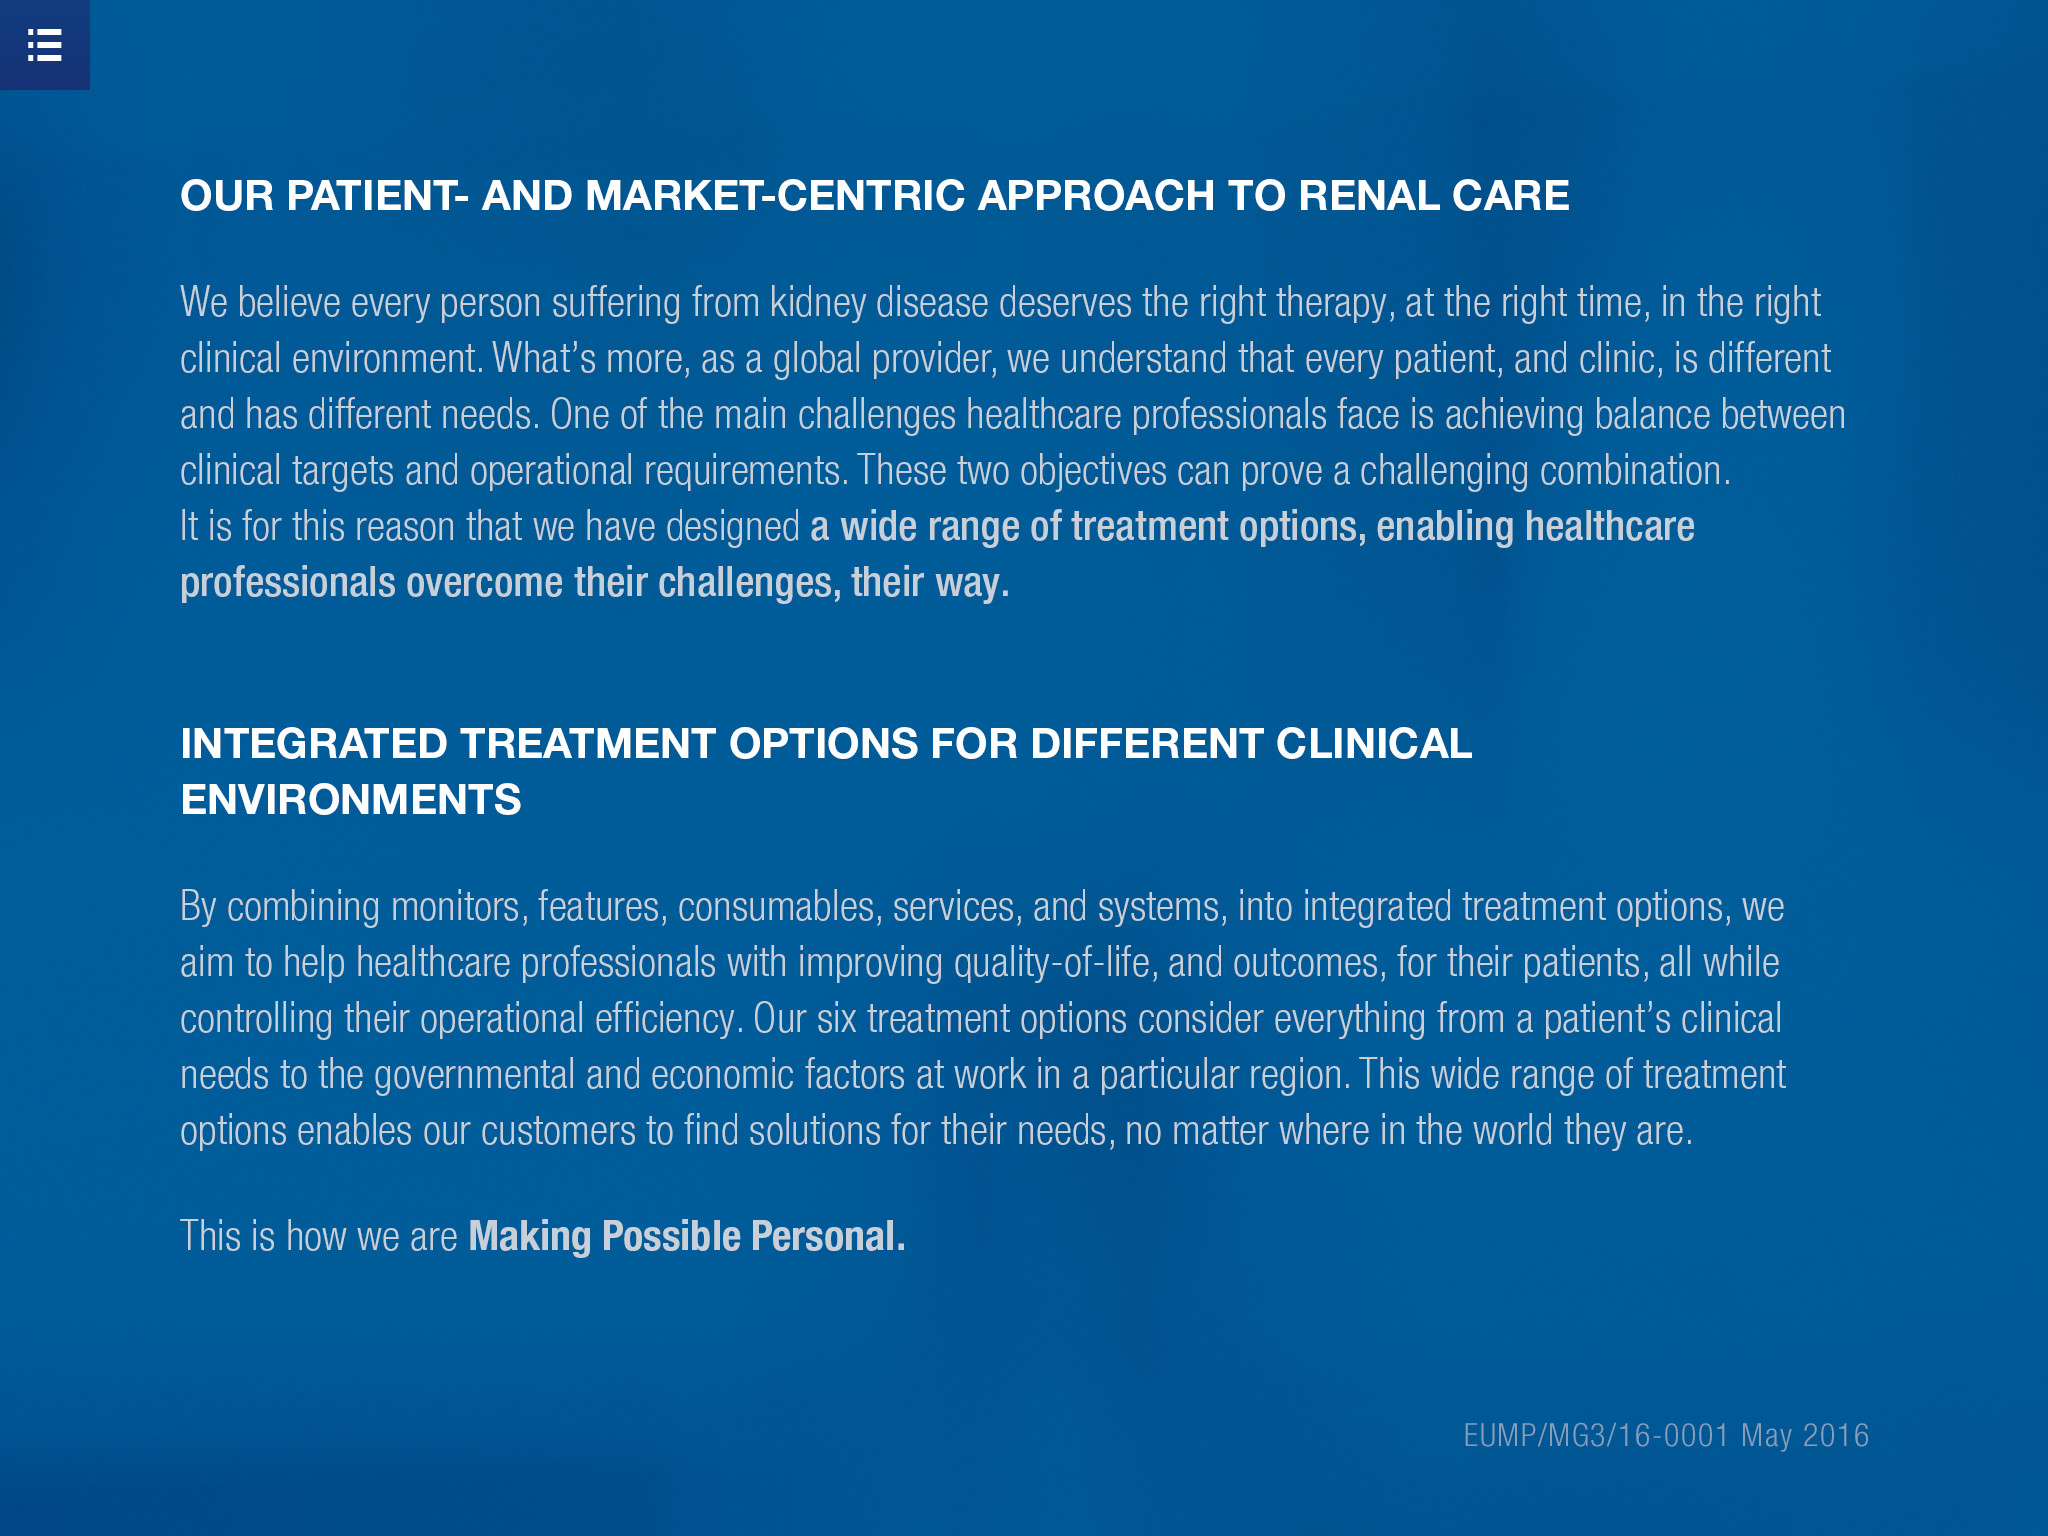 OUR PATIENT- AND MARKET-CENTRIC APPROACH TO RENAL CARE
We believe every person suffering from kidney disease deserves the right therapy, at the right time, in the right
clinical environment. What’s more, as a global provider, we understand that every patient, and clinic, is different
and has different needs. One of the main challenges healthcare professionals face is achieving balance between
clinical targets and operational requirements. These two objectives can prove a challenging combination.
It is for this reason that we have designed a wide range of treatment options, enabling healthcare
professionals overcome their challenges, their way.
INTEGRATED TREATMENT OPTIONS FOR DIFFERENT CLINICAL
ENVIRONMENTS
By combining monitors, features, consumables, services, and systems, into integrated treatment options, we
aim to help healthcare professionals with improving quality-of-life, and outcomes, for their patients, all while
controlling their operational efficiency. Our six treatment options consider everything from a patient’s clinical
needs to the governmental and economic factors at work in a particular region. This wide range of treatment
options enables our customers to find solutions for their needs, no matter where in the world they are.
This is how we are Making Possible Personal.
EUMP/MG3/16-0001 May 2016